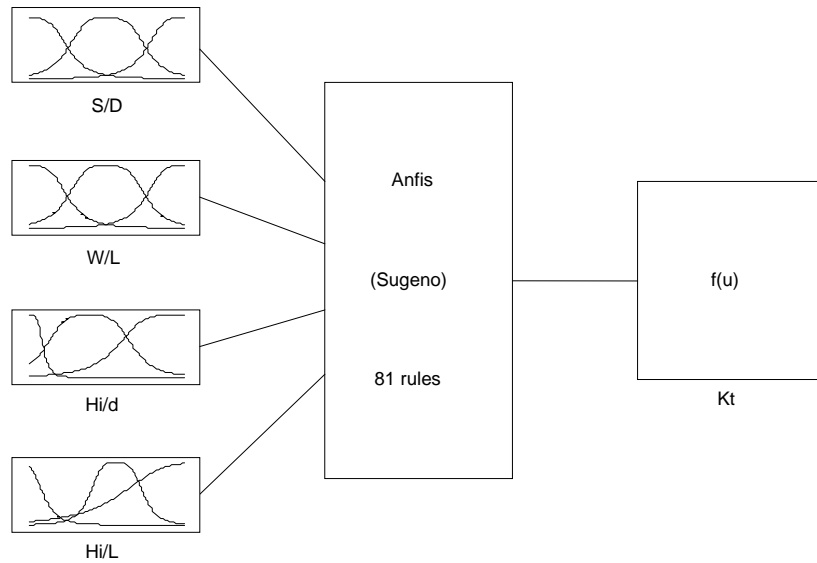 S/D
W/L
Hi/d
Hi/L
Anfis
(Sugeno)
81 rules
f(u)
Kt